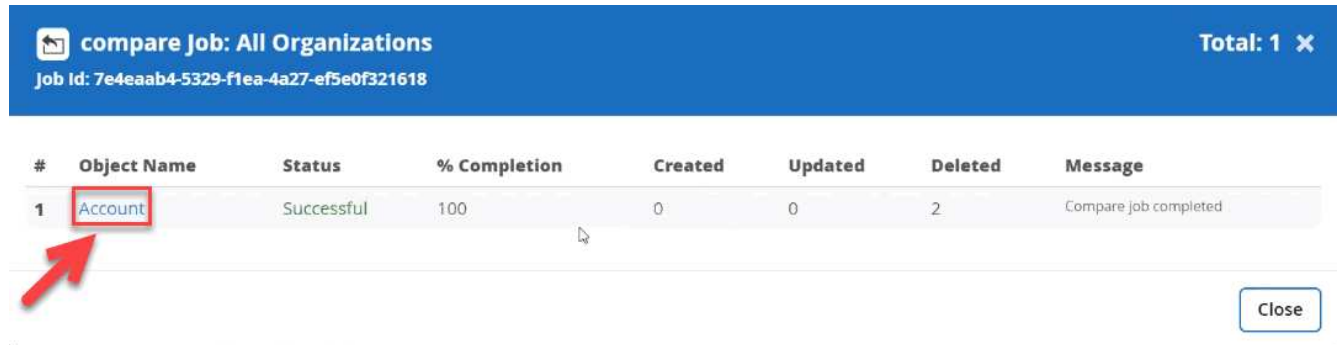 compare Job: All Organizations
Total: 1 ×
Job Id: 7e4eaab4-5329-f1ea-4a27-ef5e0f321618
# Object Name Status % Completion Created Updated Deleted Message
1 Account Successful 100 0 0 2 Compare job completed
Close